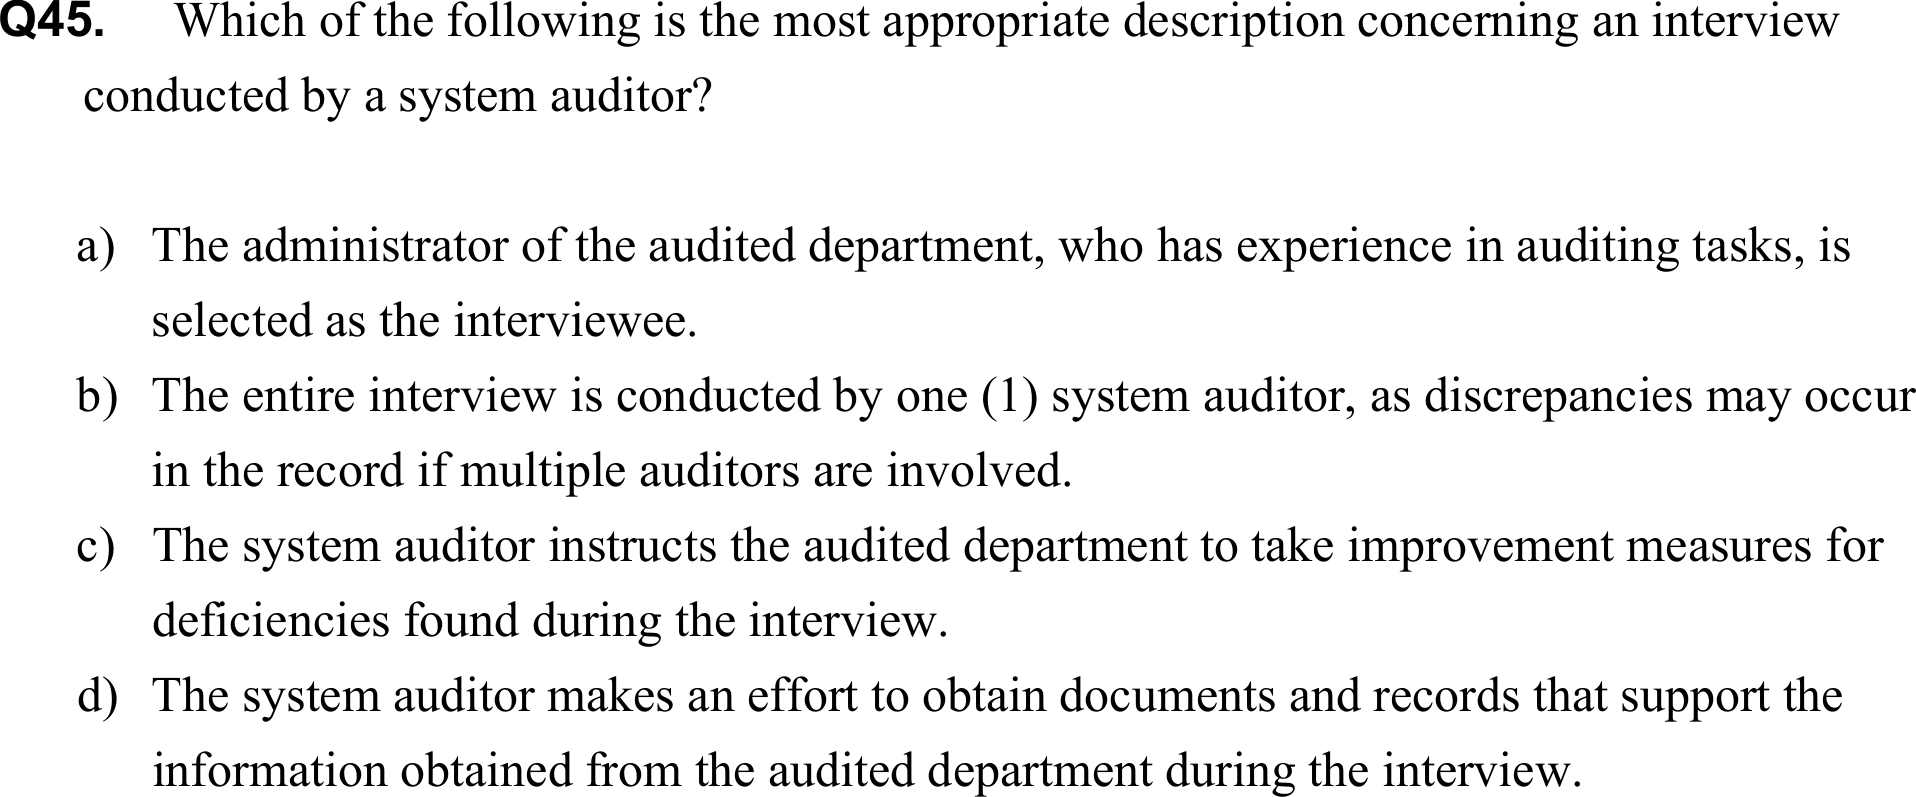 Q45. Which of the following is the most appropriate description concerning an interview
conducted by a system auditor?
a) The administrator of the audited department, who has experience in auditing tasks, is
selected as the interviewee.
b) The entire interview is conducted by one (1) system auditor, as discrepancies may occur
in the record if multiple auditors are involved.
c) The system auditor instructs the audited department to take improvement measures for
deficiencies found during the interview.
d) The system auditor makes an effort to obtain documents and records that support the
information obtained from the audited department during the interview.